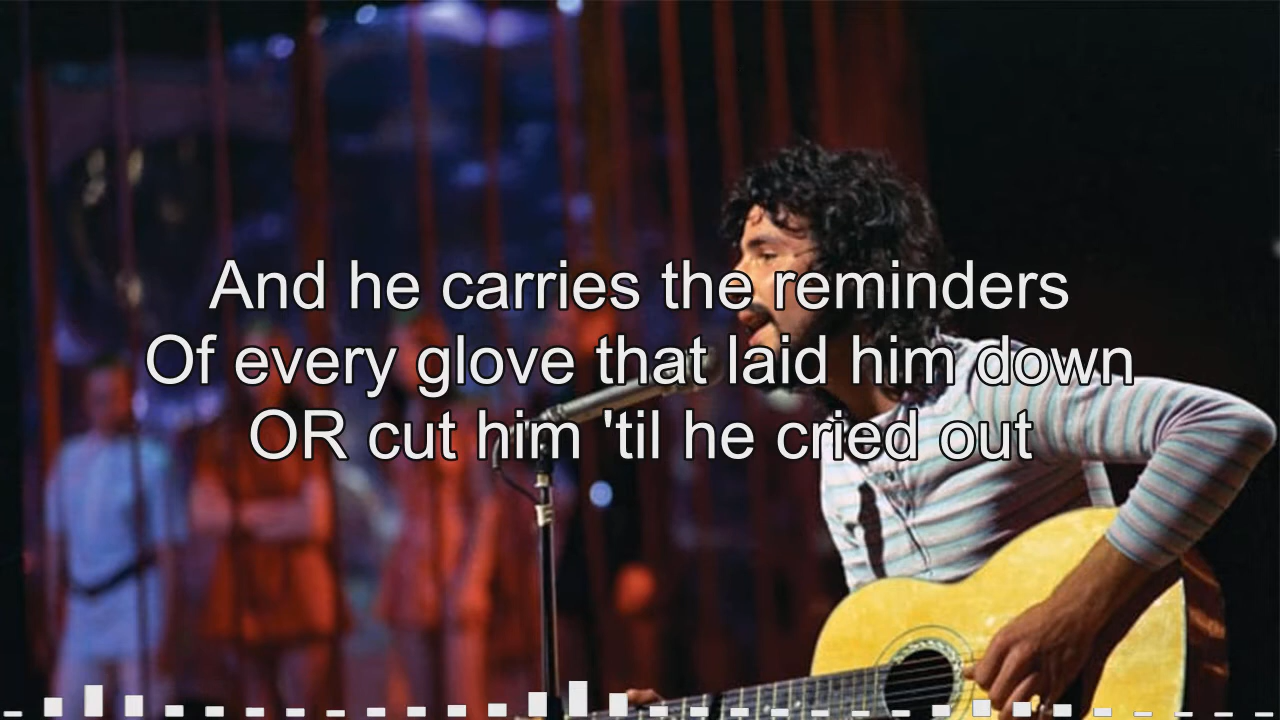 And he carries the reminders
Of every glove that laid him down
OR cut him 'til he cried out